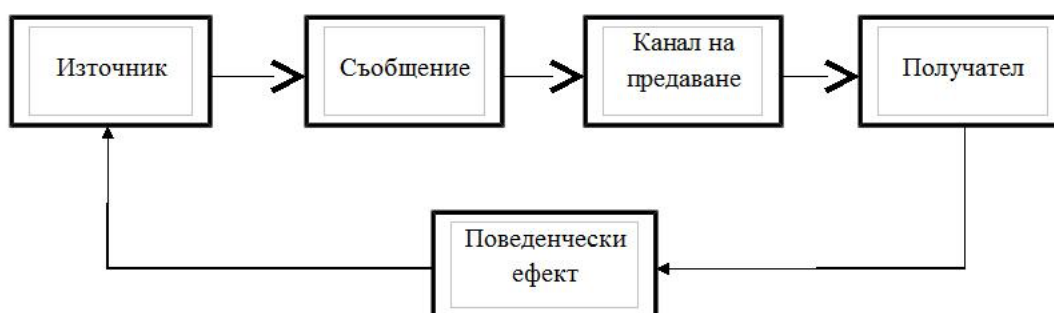 Източник
Съобщение
Канал на
предаване
Получател
Поведенчески
ефект